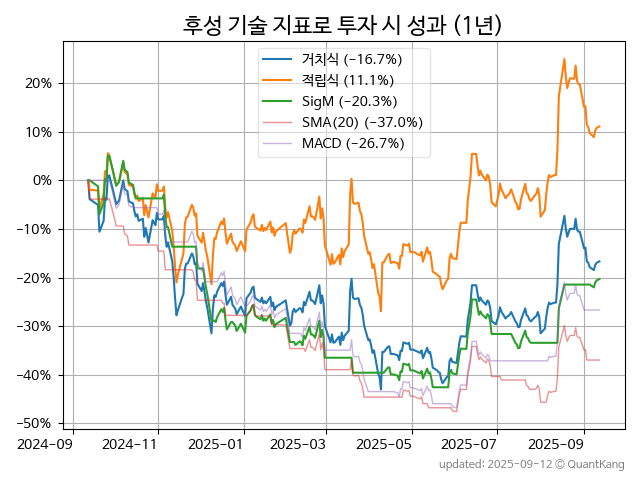 후성 기술 지표로 투자 시 성과 (1년)
거치식 (−16.7%)
적립식 (11.1%)
SigM (−20.3%)
SMA(20) (−37.0%)
MACD (−26.7%)
20%
10%
0%
−10%
−20%
−30%
−40%
−50%
2024-09 2024-11 2025-01 2025-03 2025-05 2025-07 2025-09
updated: 2025-09-12 ⓒ QuantKang